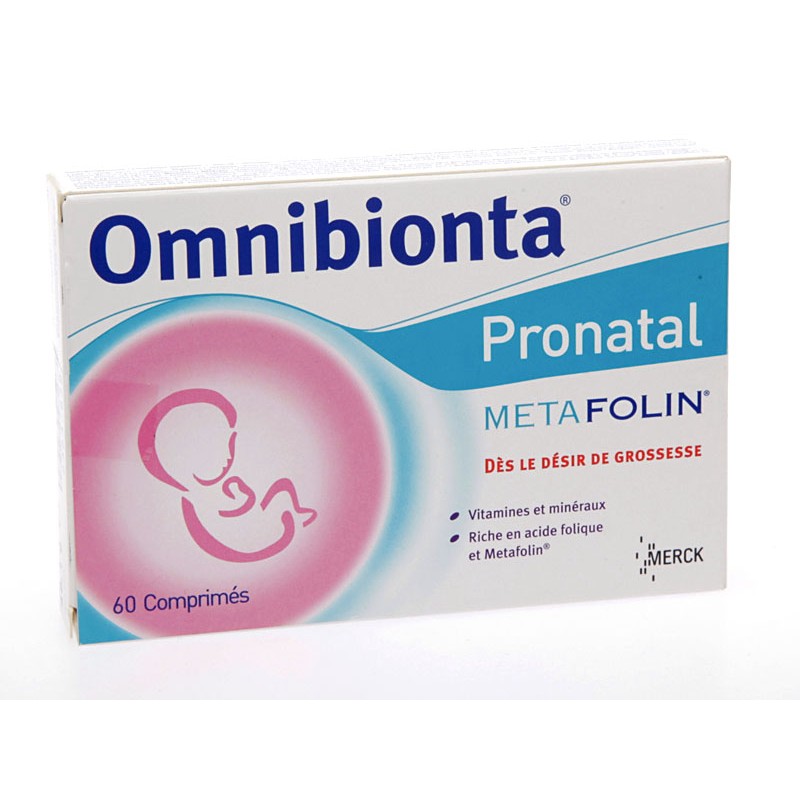 Omnibionta®
Pronatal
METAFOLIN®
DÈS LE DÉSIR DE GROSSESSE
• Vitamines et minéraux
• Riche en acide folique
et Metafolin®
MERCK
60 Comprimés